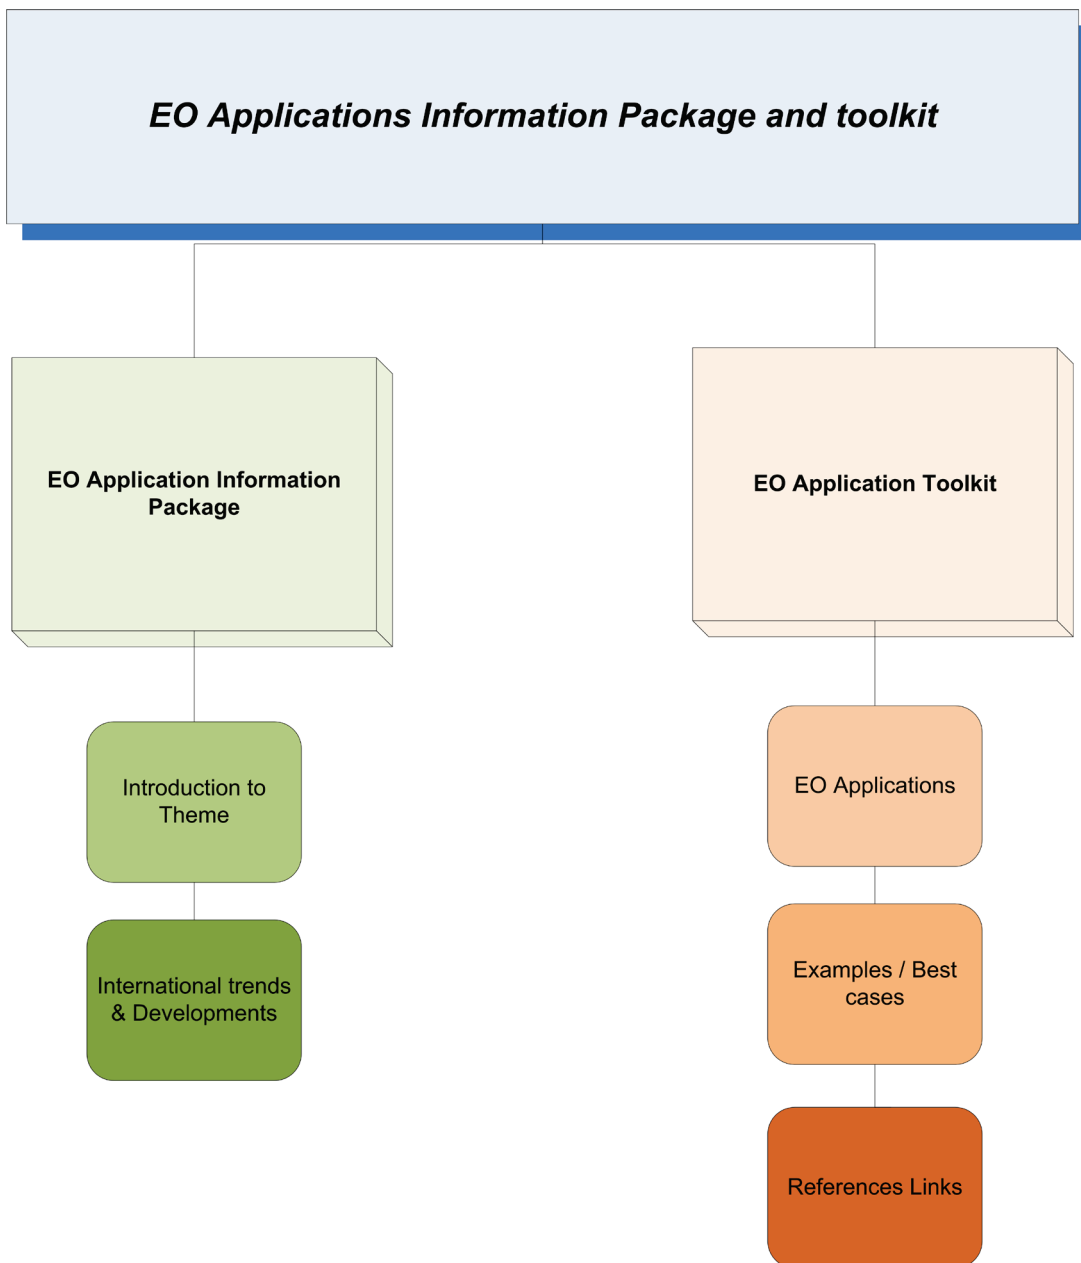 EO Applications Information Package and toolkit
EO Application Information
Package
EO Application Toolkit
Introduction to
Theme
International trends
& Developments
EO Applications
Examples / Best
cases
References Links